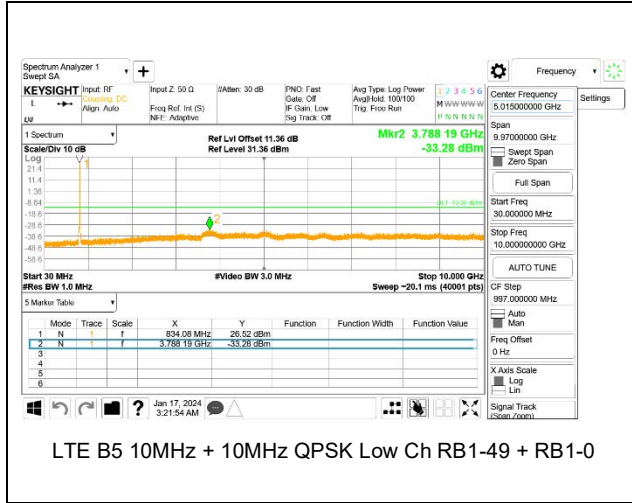 Spectrum Analyzer 1
Swept SA
Frequency
KEYSIGHT
Input: RF
Coupling: DC
Align: Auto
Input Z: 50 Ω
Freq Ref: Int (S)
NFE: Adaptive
#Atten: 30 dB
PNO: Fast
Gate: Off
IF Gain: Low
Sig Track: Off
Avg Type: Log-Power
Avg|Hold: 100/100
Trig: Free Run
1 2 3 4 5 6
M W W W W W
P N N N N N
Center Frequency
5.015000000 GHz
Settings
Span
9.97000000 GHz
Swept Span
Zero Span
Full Span
Start Freq
30.000000 MHz
Stop Freq
10.000000000 GHz
AUTO TUNE
CF Step
997.000000 MHz
Auto
Man
Freq Offset
0 Hz
X Axis Scale
Log
Lin
Signal Track
(Span Zoom)
1 Spectrum
Scale/Div 10 dB
Ref Lvl Offset 11.36 dB
Ref Level 31.36 dBm
Mkr2 3.788 19 GHz
-33.28 dBm
Log
21.4
11.4
1.36
-8.64
-18.6
-28.6
-38.6
-48.6
-58.6
1
2
Start 30 MHz
#Res BW 1.0 MHz
#Video BW 3.0 MHz
Stop 10.000 GHz
Sweep ~20.1 ms (40001 pts)
5 Marker Table
Mode Trace Scale X Y Function Function Width Function Value
1 N 1 f 834.08 MHz 26.52 dBm
2 N 1 f 3.788 19 GHz -33.28 dBm
3
4
5
6
Jan 17, 2024
3:21:54 AM
LTE B5 10MHz + 10MHz QPSK Low Ch RB1-49 + RB1-0